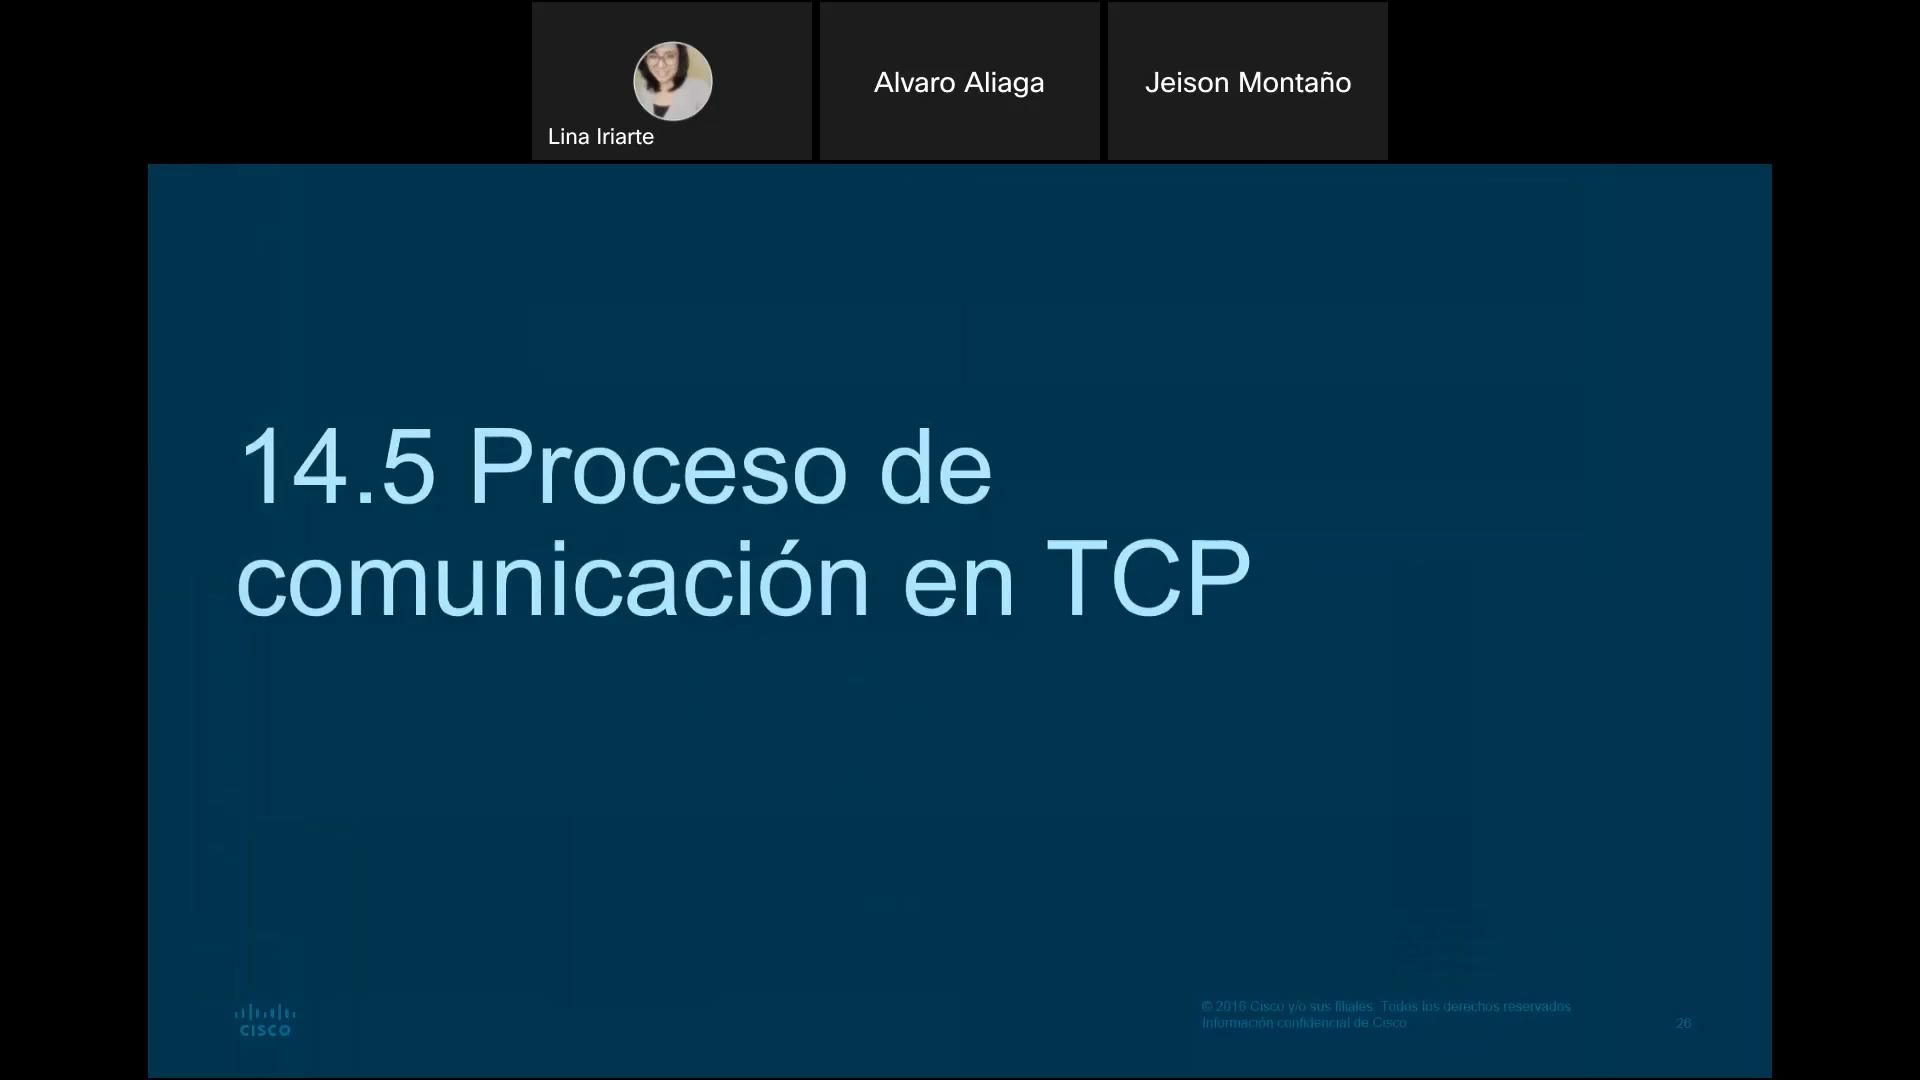 Lina Iriarte
Alvaro Aliaga
Jeison Montaño
14.5 Proceso de
comunicación en TCP
CISCO
© 2016 Cisco y/o sus filiales. Todos los derechos reservados.
Información confidencial de Cisco
26